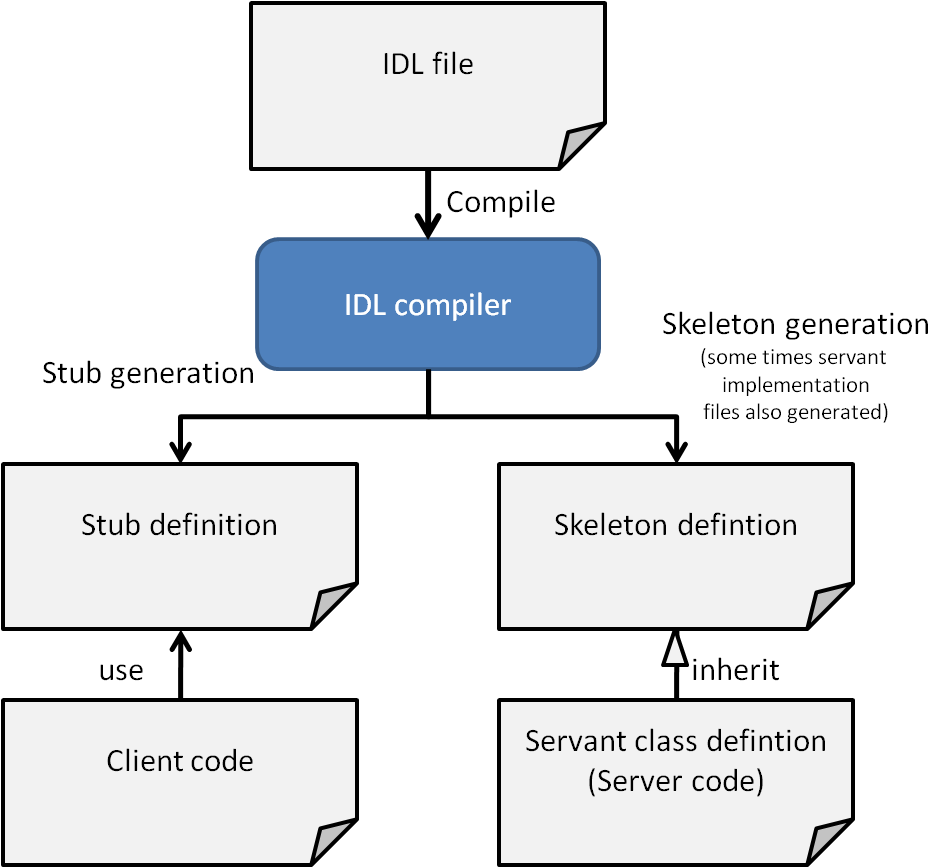 IDL file
Compile
IDL compiler
Stub generation
Skeleton generation
(some times servant
implementation
files also generated)
Stub definition
Skeleton defintion
use
inherit
Client code
Servant class defintion
(Server code)